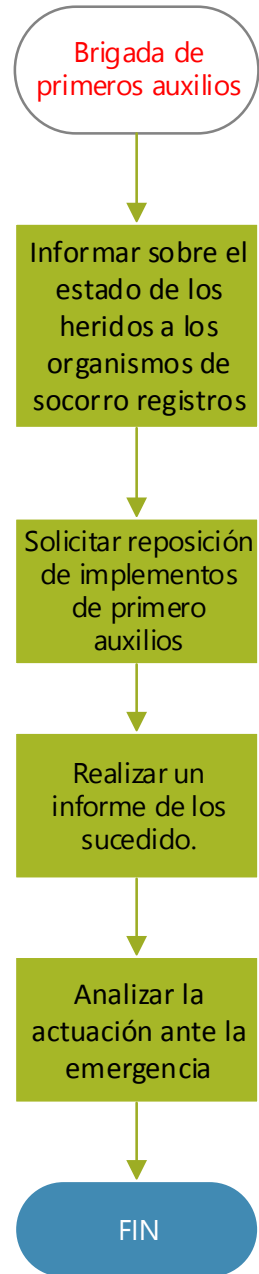 Brigada de
primeros auxilios
Informar sobre el
estado de los
heridos a los
organismos de
socorro registros
Solicitar reposición
de implementos
de primero
auxilios
Realizar un
informe de los
sucedido.
Analizar la
actuación ante la
emergencia
FIN